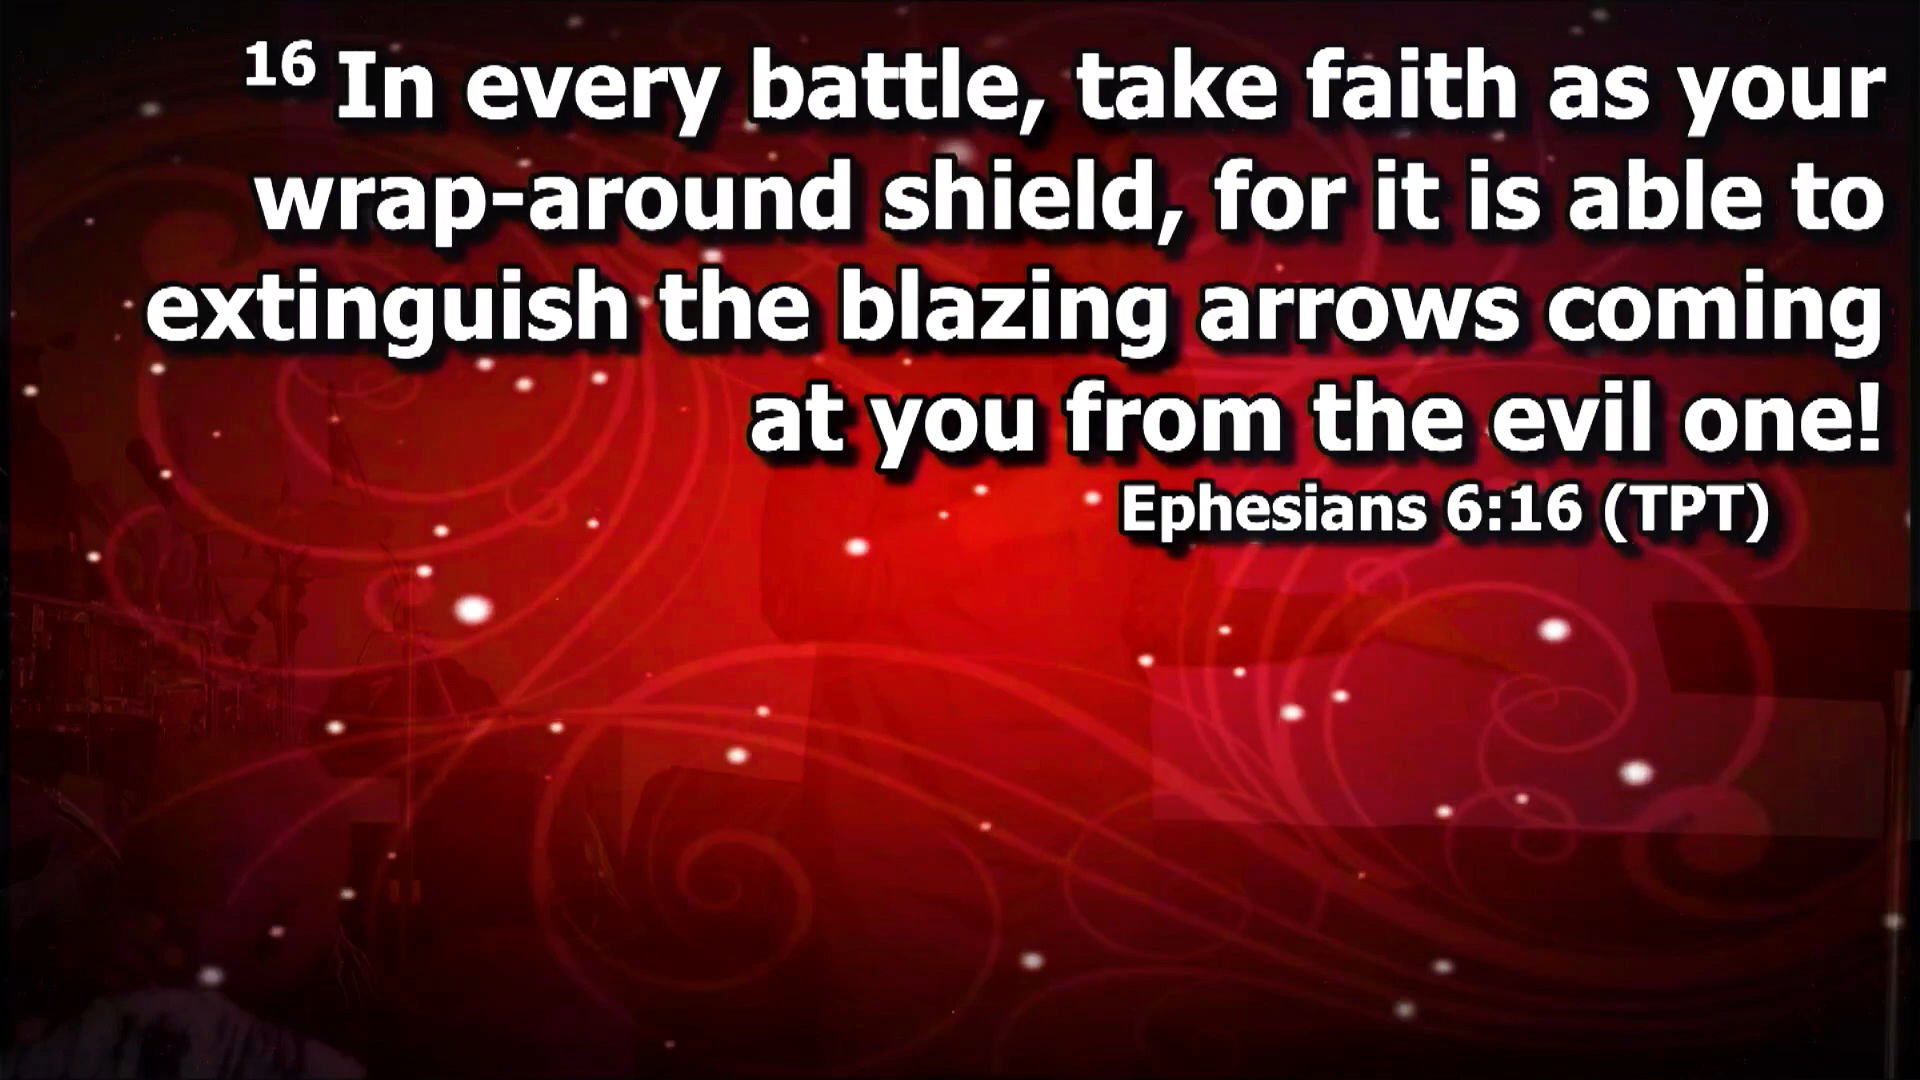 16 In every battle, take faith as your
wrap-around shield, for it is able to
extinguish the blazing arrows coming
at you from the evil one!
Ephesians 6:16 (TPT)